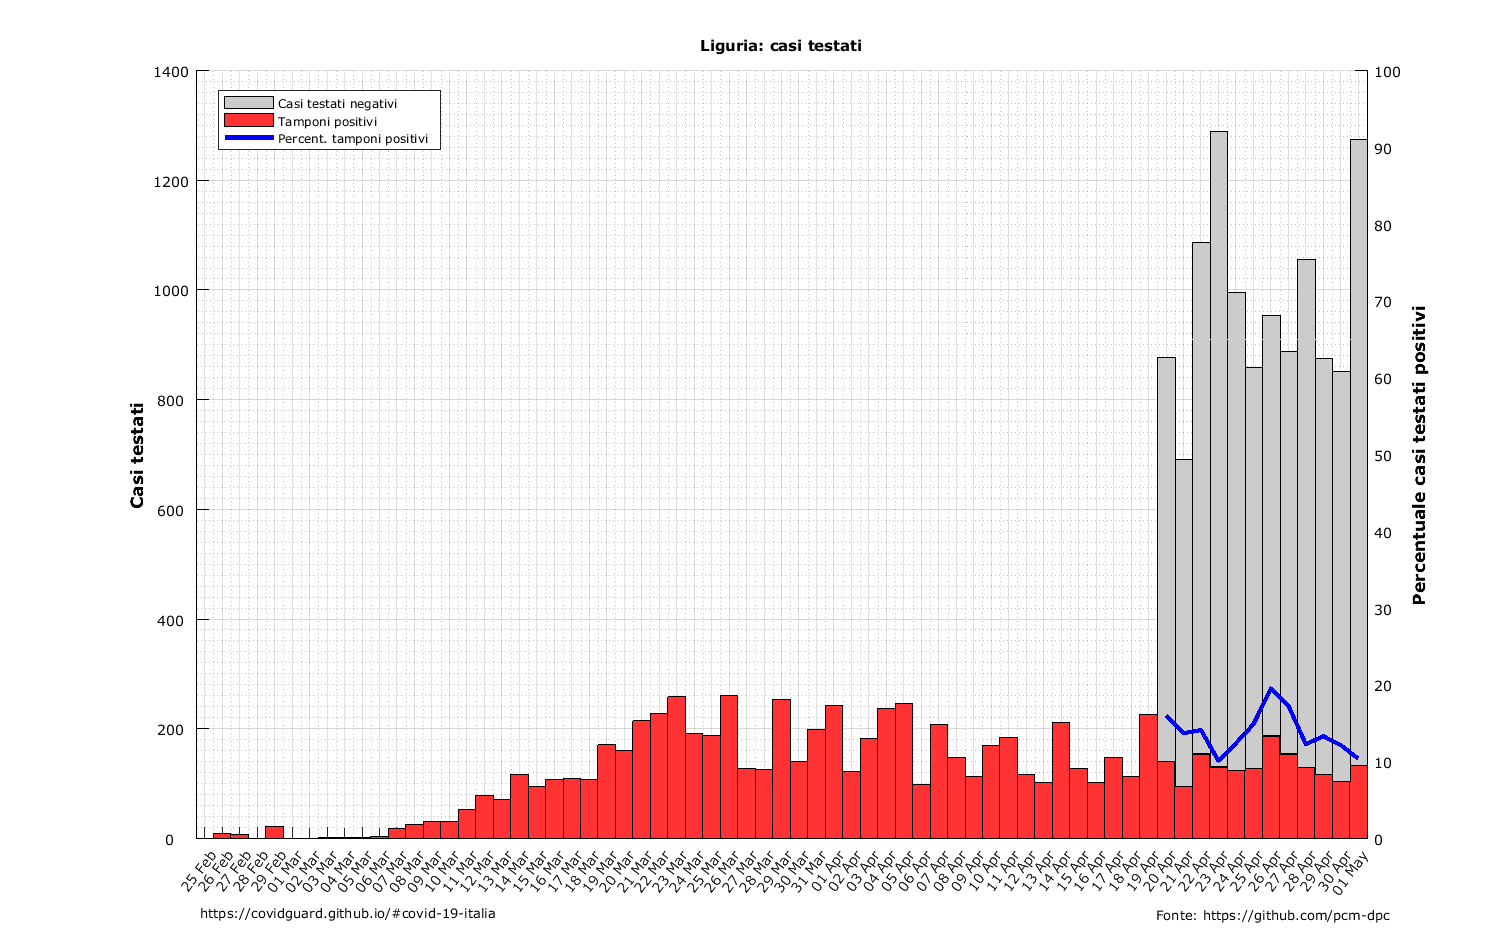 Liguria: casi testati
Casi testati negativi
Tamponi positivi
Percent. tamponi positivi
Casi testati
1400
1200
1000
800
600
400
200
0
100
90
80
70
60
50
40
30
20
10
0
Percentuale casi testati positivi
25 Feb
26 Feb
27 Feb
28 Feb
29 Feb
01 Mar
02 Mar
03 Mar
04 Mar
05 Mar
06 Mar
07 Mar
08 Mar
09 Mar
10 Mar
11 Mar
12 Mar
13 Mar
14 Mar
15 Mar
16 Mar
17 Mar
18 Mar
19 Mar
20 Mar
21 Mar
22 Mar
23 Mar
24 Mar
25 Mar
26 Mar
27 Mar
28 Mar
29 Mar
30 Mar
31 Mar
01 Apr
02 Apr
03 Apr
04 Apr
05 Apr
06 Apr
07 Apr
08 Apr
09 Apr
10 Apr
11 Apr
12 Apr
13 Apr
14 Apr
15 Apr
16 Apr
17 Apr
18 Apr
19 Apr
20 Apr
21 Apr
22 Apr
23 Apr
24 Apr
25 Apr
26 Apr
27 Apr
28 Apr
29 Apr
30 Apr
01 May
https://covidguard.github.io/#covid-19-italia
Fonte: https://github.com/pcm-dpc